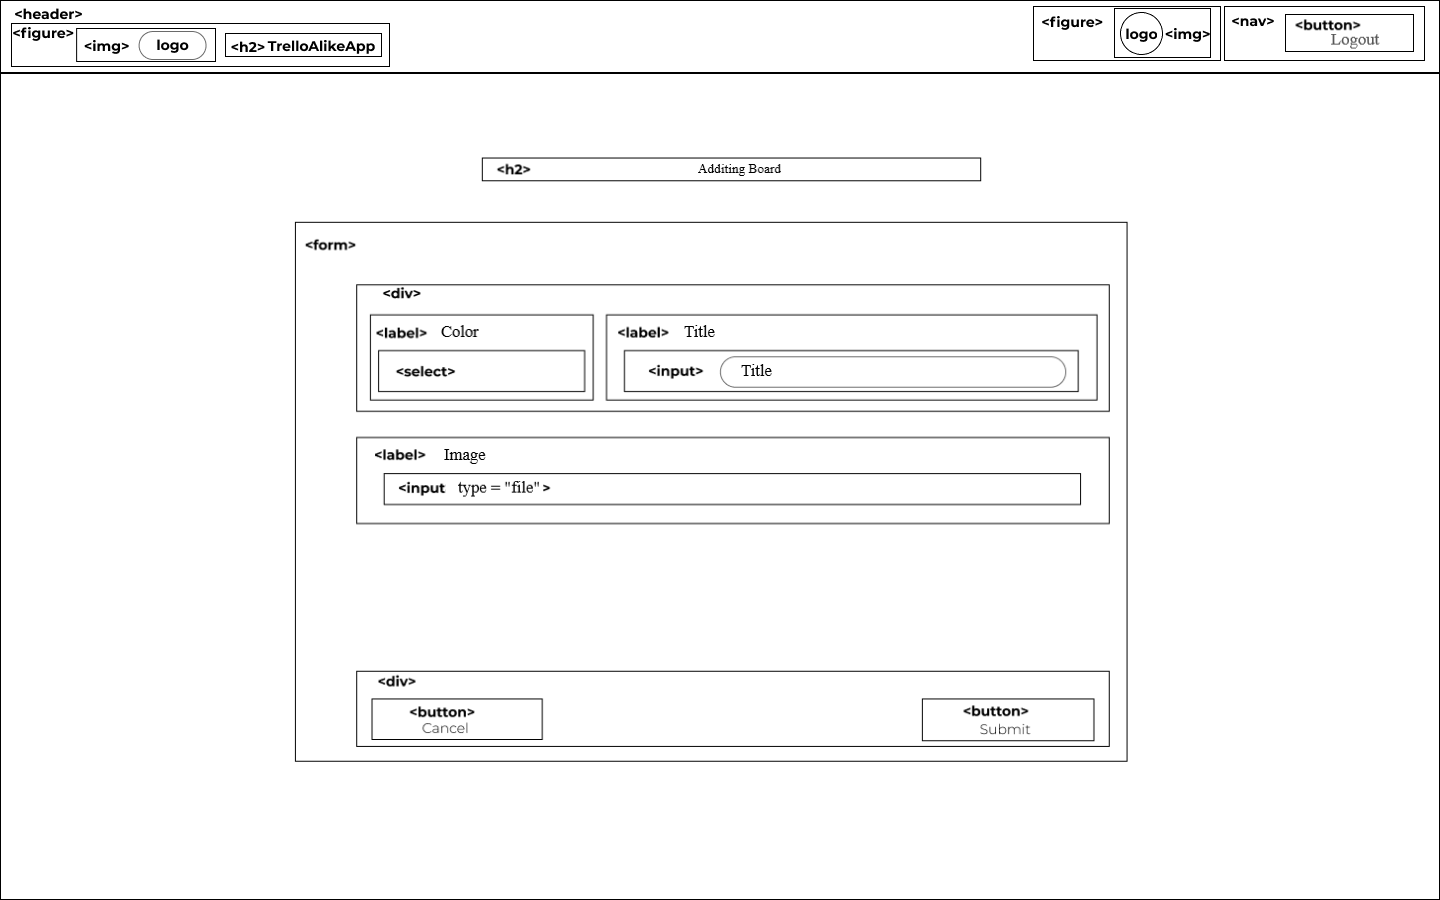 <header>
<figure> <img> logo <h2> TrelloAlikeApp
<figure> logo <img> <nav> <button>
Logout
<h2> Additing Board
<form>
<div>
<label> Color
<select>
<label> Title
<input> Title
<label> Image
<input type = "file" >
<div>
<button>
Cancel
<button>
Submit